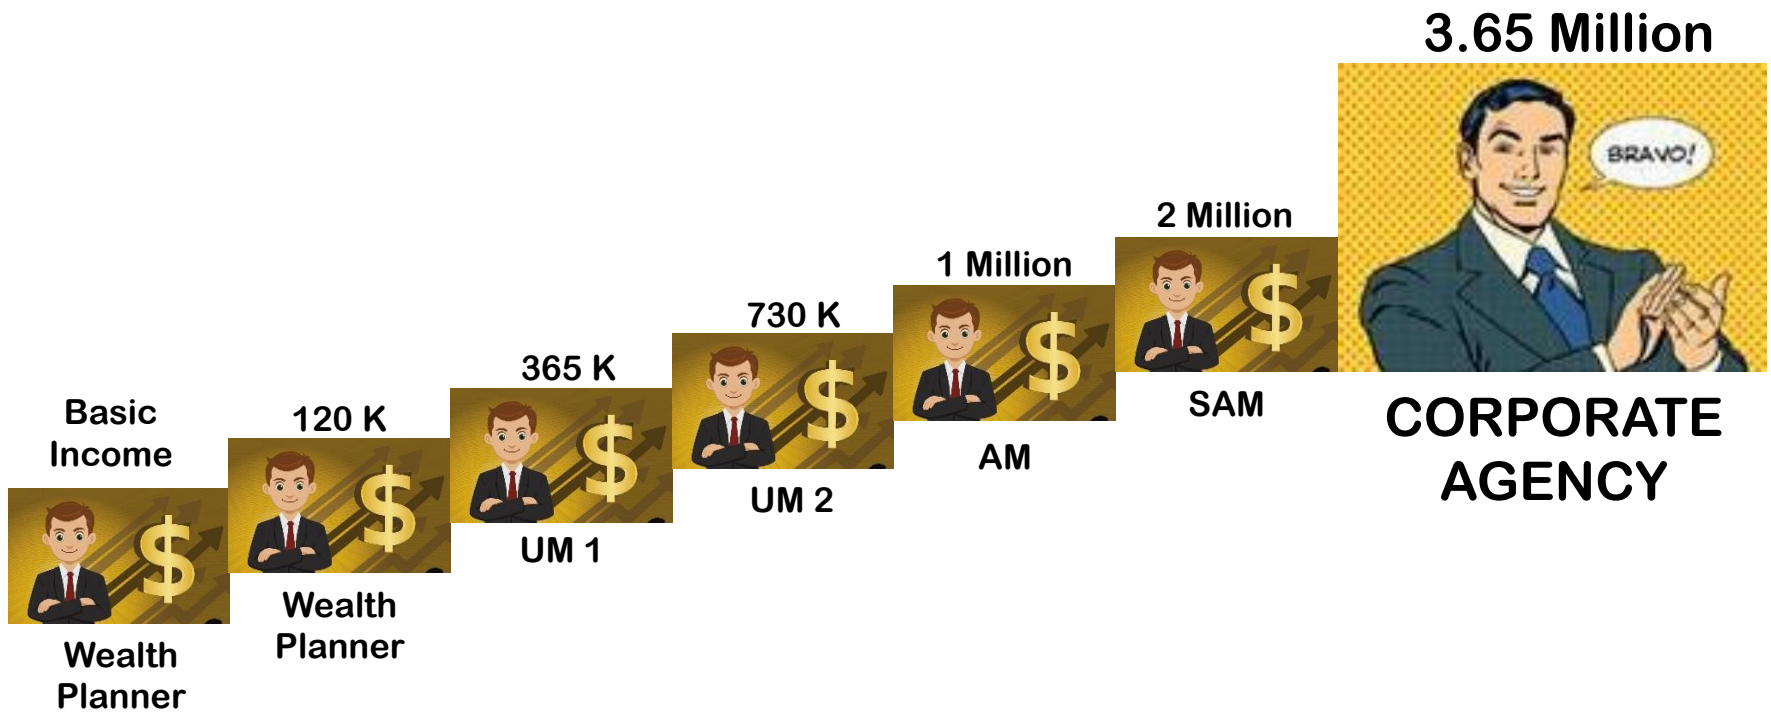 Basic
Income
Wealth
Planner
120 K
Wealth
Planner
365 K
UM 1
730 K
UM 2
1 Million
AM
2 Million
SAM
3.65 Million
BRAVO!
CORPORATE
AGENCY